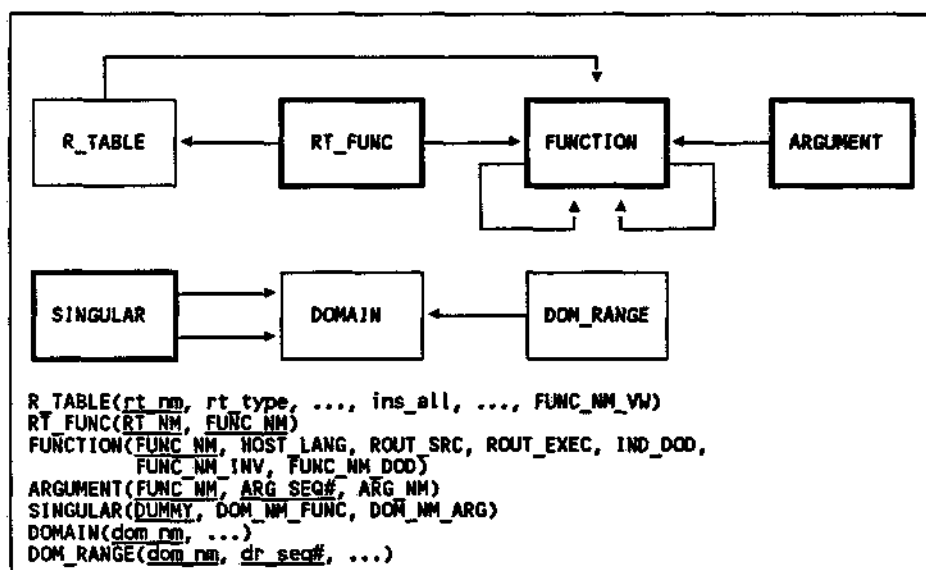 R_TABLE RT_FUNC FUNCTION ARGUMENT
SINGULAR DOMAIN DOM_RANGE
R_TABLE(rt_nm, rt_type, ..., ins_all, ..., FUNC_NM_VW)
RT_FUNC(RT_NM, FUNC_NM)
FUNCTION(FUNC_NM, HOST_LANG, ROUT_SRC, ROUT_EXEC, IND_DOD,
FUNC_NM_INV, FUNC_NM_DOD)
ARGUMENT(FUNC_NM, ARG_SEQ#, ARG_NM)
SINGULAR(DUMMY, DOM_NM_FUNC, DOM_NM_ARG)
DOMAIN(dom_nm, ...)
DOM_RANGE(dom_nm, dr_seq#, ...)